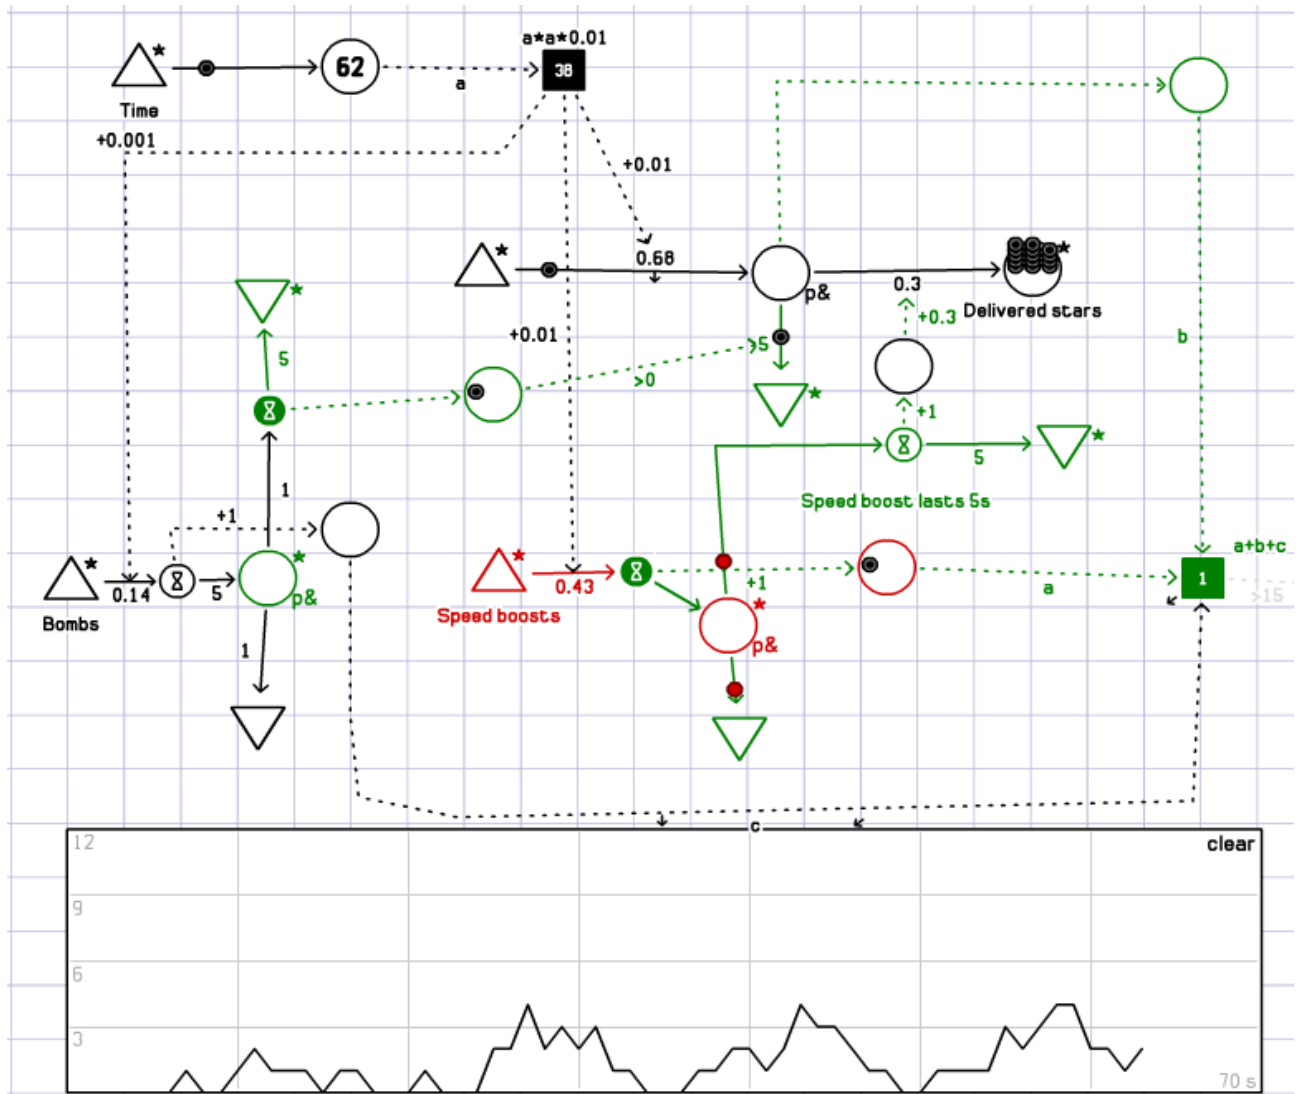 a*a*0.01
62
38
a
Time
+0.001
+0.01
0.68
p&
0.3
Delivered stars
+0.3
+0.01
5
b
5
>0
+1
5
1
Speed boost lasts 5s
+1
a+b+c
0.14
5
p&
0.43
+1
a
1
>15
Bombs
Speed boosts
p&
1
c
12
clear
9
6
3
70 s